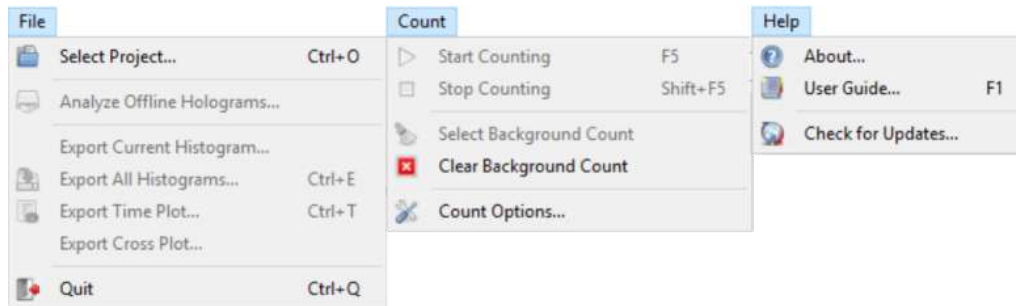 File
Select Project... Ctrl+O
Analyze Offline Holograms...
Export Current Histogram...
Export All Histograms... Ctrl+E
Export Time Plot... Ctrl+T
Export Cross Plot...
Quit Ctrl+Q
Count
Start Counting F5
Stop Counting Shift+F5
Select Background Count
Clear Background Count
Count Options...
Help
About...
User Guide... F1
Check for Updates...